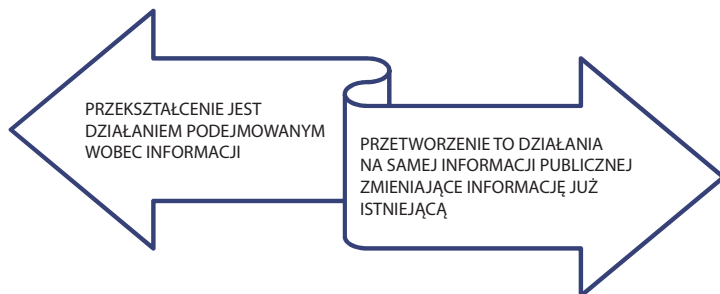 PRZEKSZTAŁCENIE JEST
DZIAŁANIEM PODEJMOWANYM
WOBEC INFORMACJI
PRZETWORZENIE TO DZIAŁANIA
NA SAMEJ INFORMACJI PUBLICZNEJ
ZMIENIAJĄCE INFORMACJĘ JUŻ
ISTNIEJĄCĄ